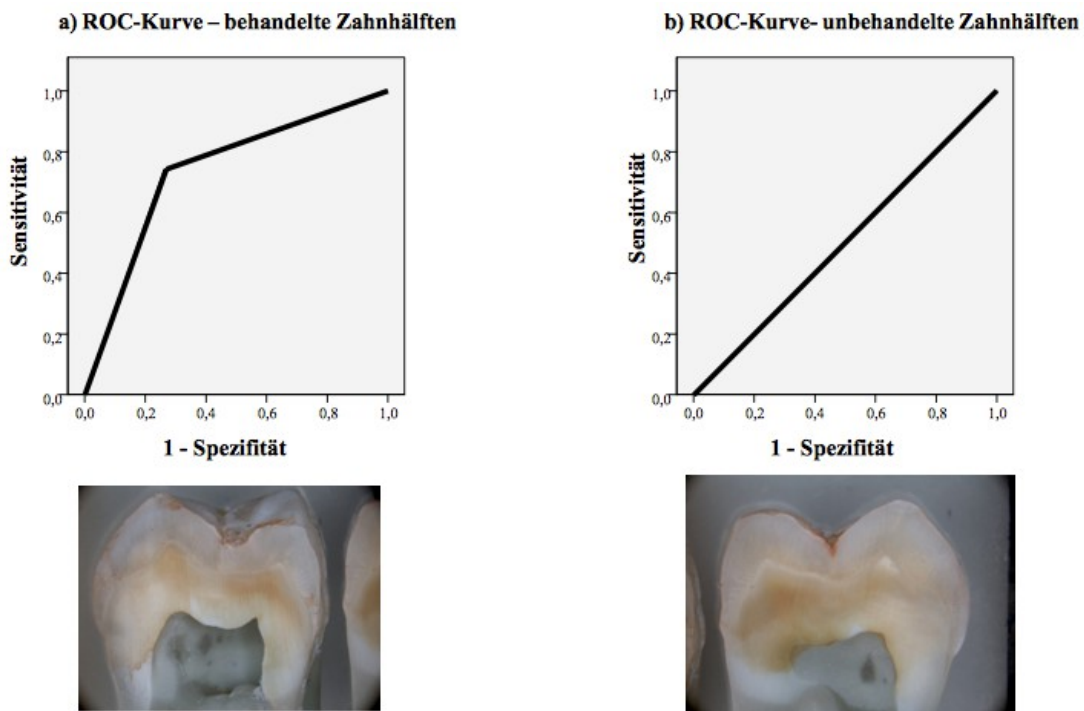 a) ROC-Kurve – behandelte Zahnhälften
1,0
0,8
0,6
0,4
0,2
0,0
Sensitivität
0,0 0,2 0,4 0,6 0,8 1,0
1 - Spezifität
b) ROC-Kurve- unbehandelte Zahnhälften
1,0
0,8
0,6
0,4
0,2
0,0
Sensitivität
0,0 0,2 0,4 0,6 0,8 1,0
1 - Spezifität